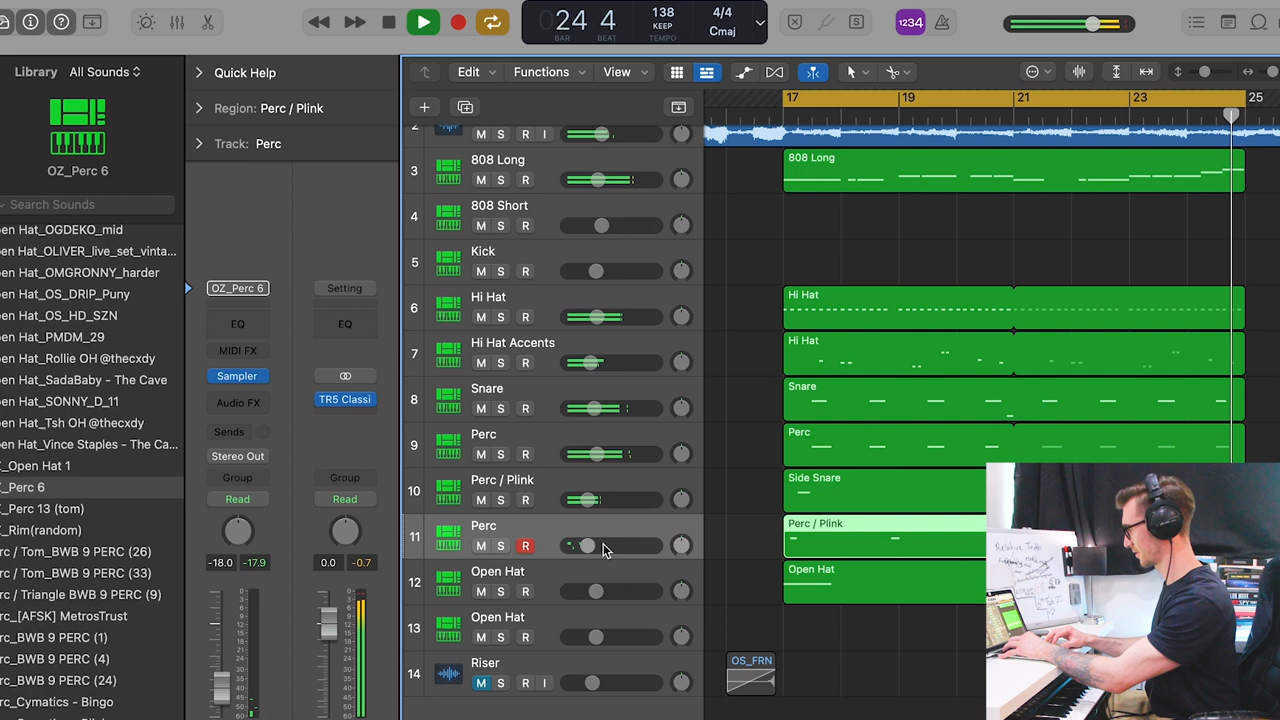 24 4
BAR BEAT
138
KEEP
TEMPO
4/4
Cmaj
1234
Library All Sounds
Quick Help
Region: Perc / Plink
Track: Perc
OZ_Perc 6
Search Sounds
en Hat_OGDEKO_mid
en Hat_OLIVER_live_set_vinta...
en Hat_OMGRONNY_harder
en Hat_OS_DRIP_Puny
en Hat_OS_HD_SZN
en Hat_PMDM_29
en Hat_Rollie OH @thecxdy
en Hat_SadaBaby - The Cave
en Hat_SONNY_D_11
en Hat_Tsh OH @thecxdy
en Hat_Vince Staples - The Ca...
_Open Hat 1
_Perc 6
_Perc 13 (tom)
_Rim(random)
rc / Tom_BWB 9 PERC (26)
rc / Tom_BWB 9 PERC (33)
rc / Triangle BWB 9 PERC (9)
rc_[AFSK] MetrosTrust
rc_BWB 9 PERC (1)
rc_BWB 9 PERC (4)
rc_BWB 9 PERC (24)
rc_Cymatics - Bingo
OZ_Perc 6 Setting
EQ EQ
MIDI FX
Sampler
Audio FX TR5 Classi
Sends
Stereo Out
Group Group
Read Read
-18.0 -17.9 0.0 -0.7
Edit Functions View
17 19 21 23 25
2 M S R I
3 808 Long M S R
4 808 Short M S R
5 Kick M S R
6 Hi Hat M S R
7 Hi Hat Accents M S R
8 Snare M S R
9 Perc M S R
10 Perc / Plink M S R
11 Perc M S R
12 Open Hat M S R
13 Open Hat M S R
14 Riser M S R I
808 Long
Hi Hat
Hi Hat
Snare
Perc
Side Snare
Perc / Plink
Open Hat
OS_FRN